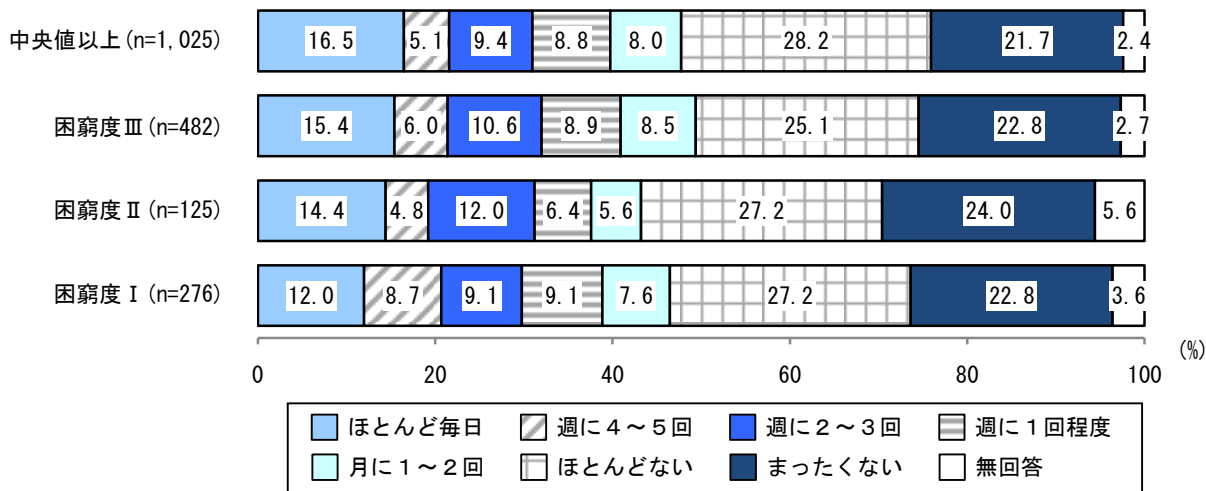 中央値以上(n=1,025) 16.5 5.1 9.4 8.8 8.0 28.2 21.7 2.4
困窮度Ⅲ(n=482) 15.4 6.0 10.6 8.9 8.5 25.1 22.8 2.7
困窮度Ⅱ(n=125) 14.4 4.8 12.0 6.4 5.6 27.2 24.0 5.6
困窮度Ⅰ(n=276) 12.0 8.7 9.1 9.1 7.6 27.2 22.8 3.6
(%)
0 20 40 60 80 100
ほとんど毎日 週に4～5回 週に2～3回 週に1回程度
月に1～2回 ほとんどない まったくない 無回答